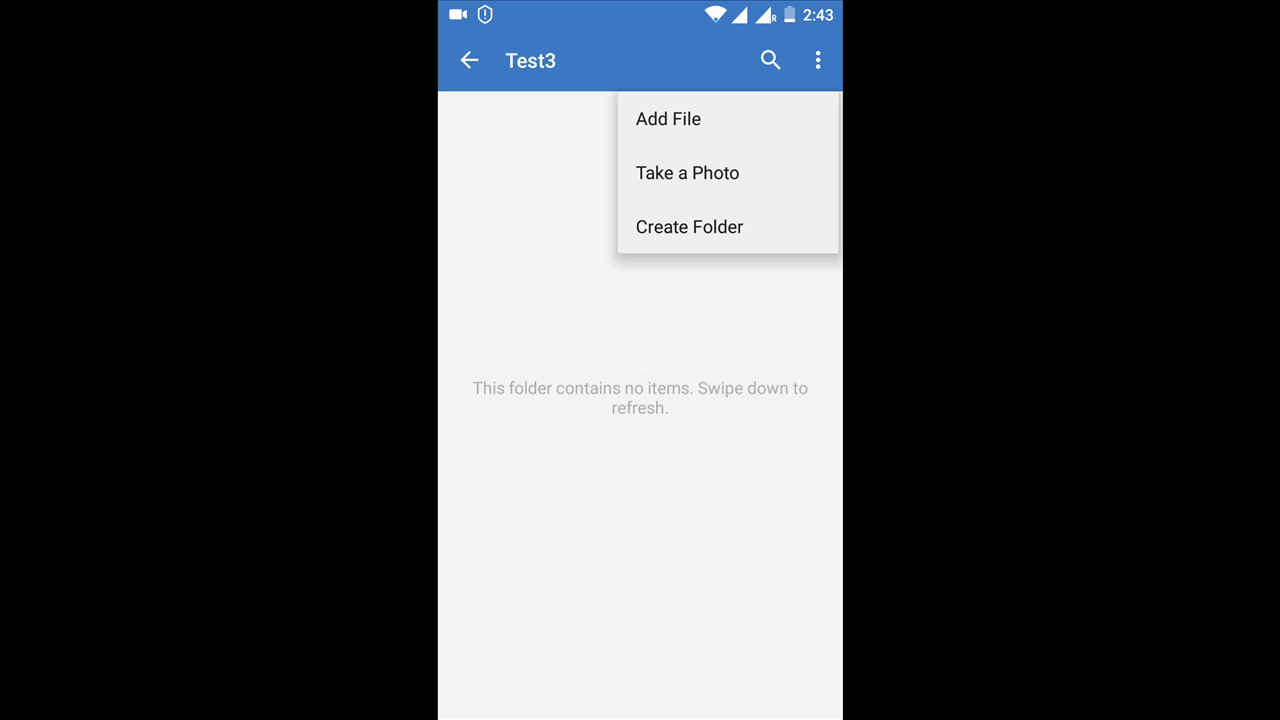 2:43
Test3
Add File
Take a Photo
Create Folder
This folder contains no items. Swipe down to
refresh.